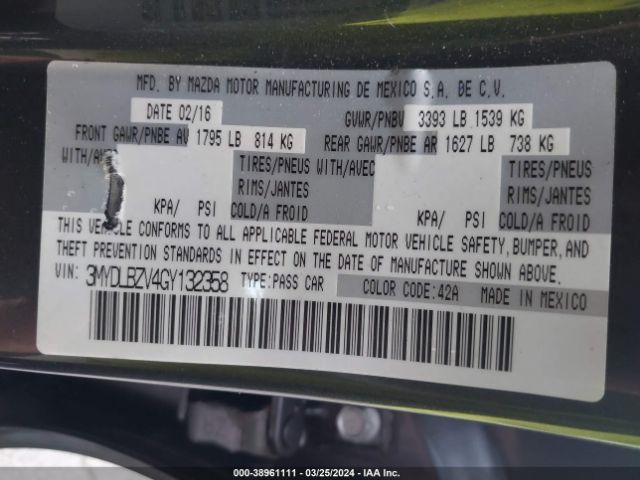 MFD. BY MAZDA MOTOR MANUFACTURING DE MEXICO S.A. DE C.V.
DATE 02/16 GVWR/PNBV 3393 LB 1539 KG
FRONT GAWR/PNBE AV 1795 LB 814 KG REAR GAWR/PNBE AR 1627 LB 738 KG
WITH/AVEC TIRES/PNEUS WITH/AVEC TIRES/PNEUS
RIMS/JANTES RIMS/JANTES
KPA/ PSI COLD/A FROID KPA/ PSI COLD/A FROID
THIS VEHICLE CONFORMS TO ALL APPLICABLE FEDERAL MOTOR VEHICLE SAFETY, BUMPER, AND
THEFT PREVENTION STANDARDS IN EFFECT ON THE DATE OF MANUFACTURE SHOWN ABOVE.
VIN: 3MYDLBZV4GY132358 TYPE:PASS CAR COLOR CODE:42A MADE IN MEXICO
000-38961111 - 03/25/2024 - IAA Inc.